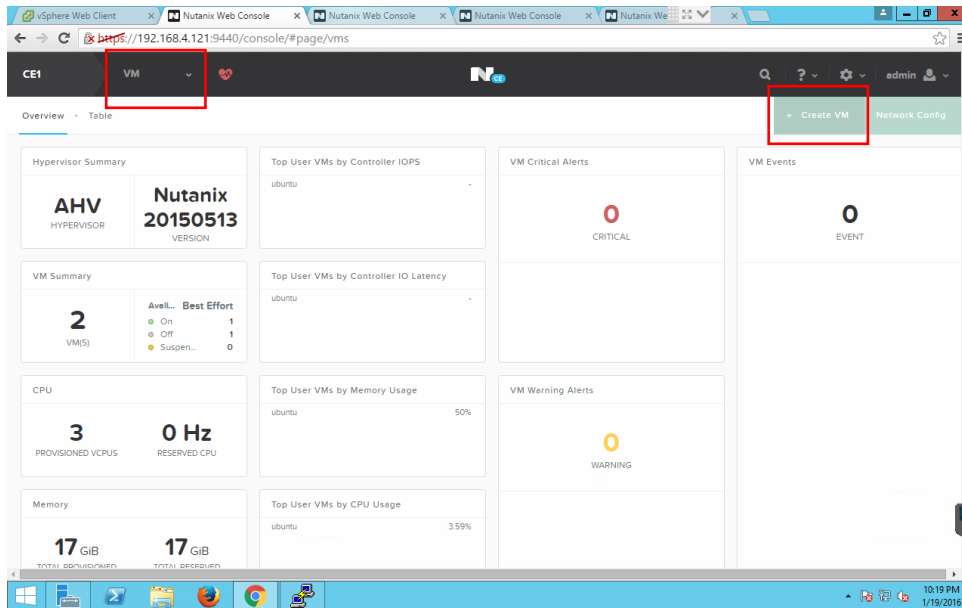 vSphere Web Client
Nutanix Web Console
Nutanix Web Console
Nutanix Web Console
Nutanix We
https://192.168.4.121:9440/console/#page/vms
CE1
VM
N CE
?
admin
Overview · Table
+ Create VM
Network Config
Hypervisor Summary
AHV
HYPERVISOR
Nutanix
20150513
VERSION
Top User VMs by Controller IOPS
ubuntu -
VM Critical Alerts
0
CRITICAL
VM Events
0
EVENT
VM Summary
2
VM(S)
Avail... Best Effort
On 1
Off 1
Suspen... 0
Top User VMs by Controller IO Latency
ubuntu -
CPU
3
PROVISIONED VCPUS
0 Hz
RESERVED CPU
Top User VMs by Memory Usage
ubuntu 50%
VM Warning Alerts
0
WARNING
Memory
17 GiB
TOTAL PROVISIONED
17 GiB
TOTAL RESERVED
Top User VMs by CPU Usage
ubuntu 3.59%
10:19 PM
1/19/2016